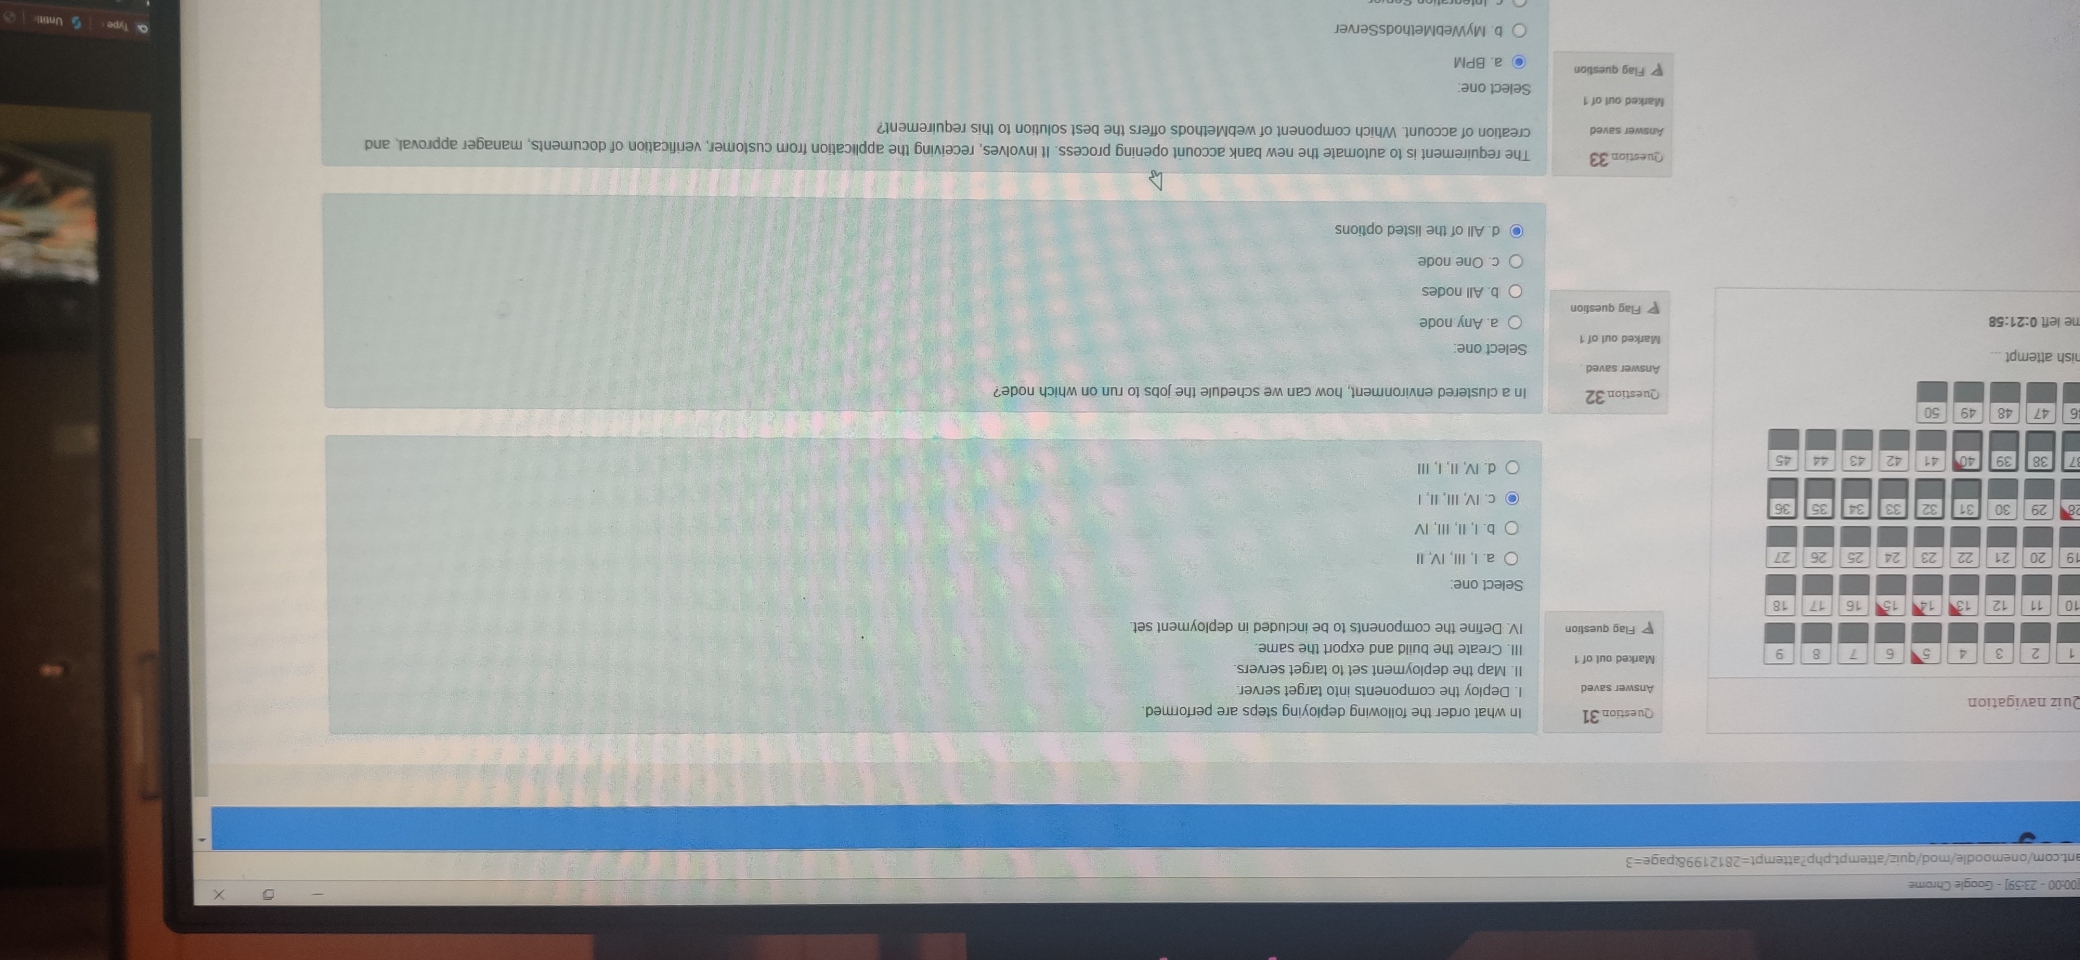 [00:00 - 23:59] - Google Chrome
ant.com/onemoodle/mod/quiz/attempt.php?attempt=2812199&page=3
Quiz navigation
1 2 3 4 5 6 7 8 9
10 11 12 13 14 15 16 17 18
19 20 21 22 23 24 25 26 27
28 29 30 31 32 33 34 35 36
37 38 39 40 41 42 43 44 45
46 47 48 49 50
nish attempt ...
me left 0:21:58
Question 31
Answer saved
Marked out of 1
Flag question
In what order the following deploying steps are performed.
I. Deploy the components into target server.
II. Map the deployment set to target servers.
III. Create the build and export the same.
IV. Define the components to be included in deployment set.
Select one:
a. I, III, IV, II
b. I, II, III, IV
c. IV, III, II, I
d. IV, II, I, III
Question 32
Answer saved
Marked out of 1
Flag question
In a clustered environment, how can we schedule the jobs to run on which node?
Select one:
a. Any node
b. All nodes
c. One node
d. All of the listed options
Question 33
Answer saved
Marked out of 1
Flag question
The requirement is to automate the new bank account opening process. It involves, receiving the application from customer, verification of documents, manager approval, and
creation of account. Which component of webMethods offers the best solution to this requirement?
Select one:
a. BPM
b. MyWebMethodsServer
c. Integration Server
Type
Untitl